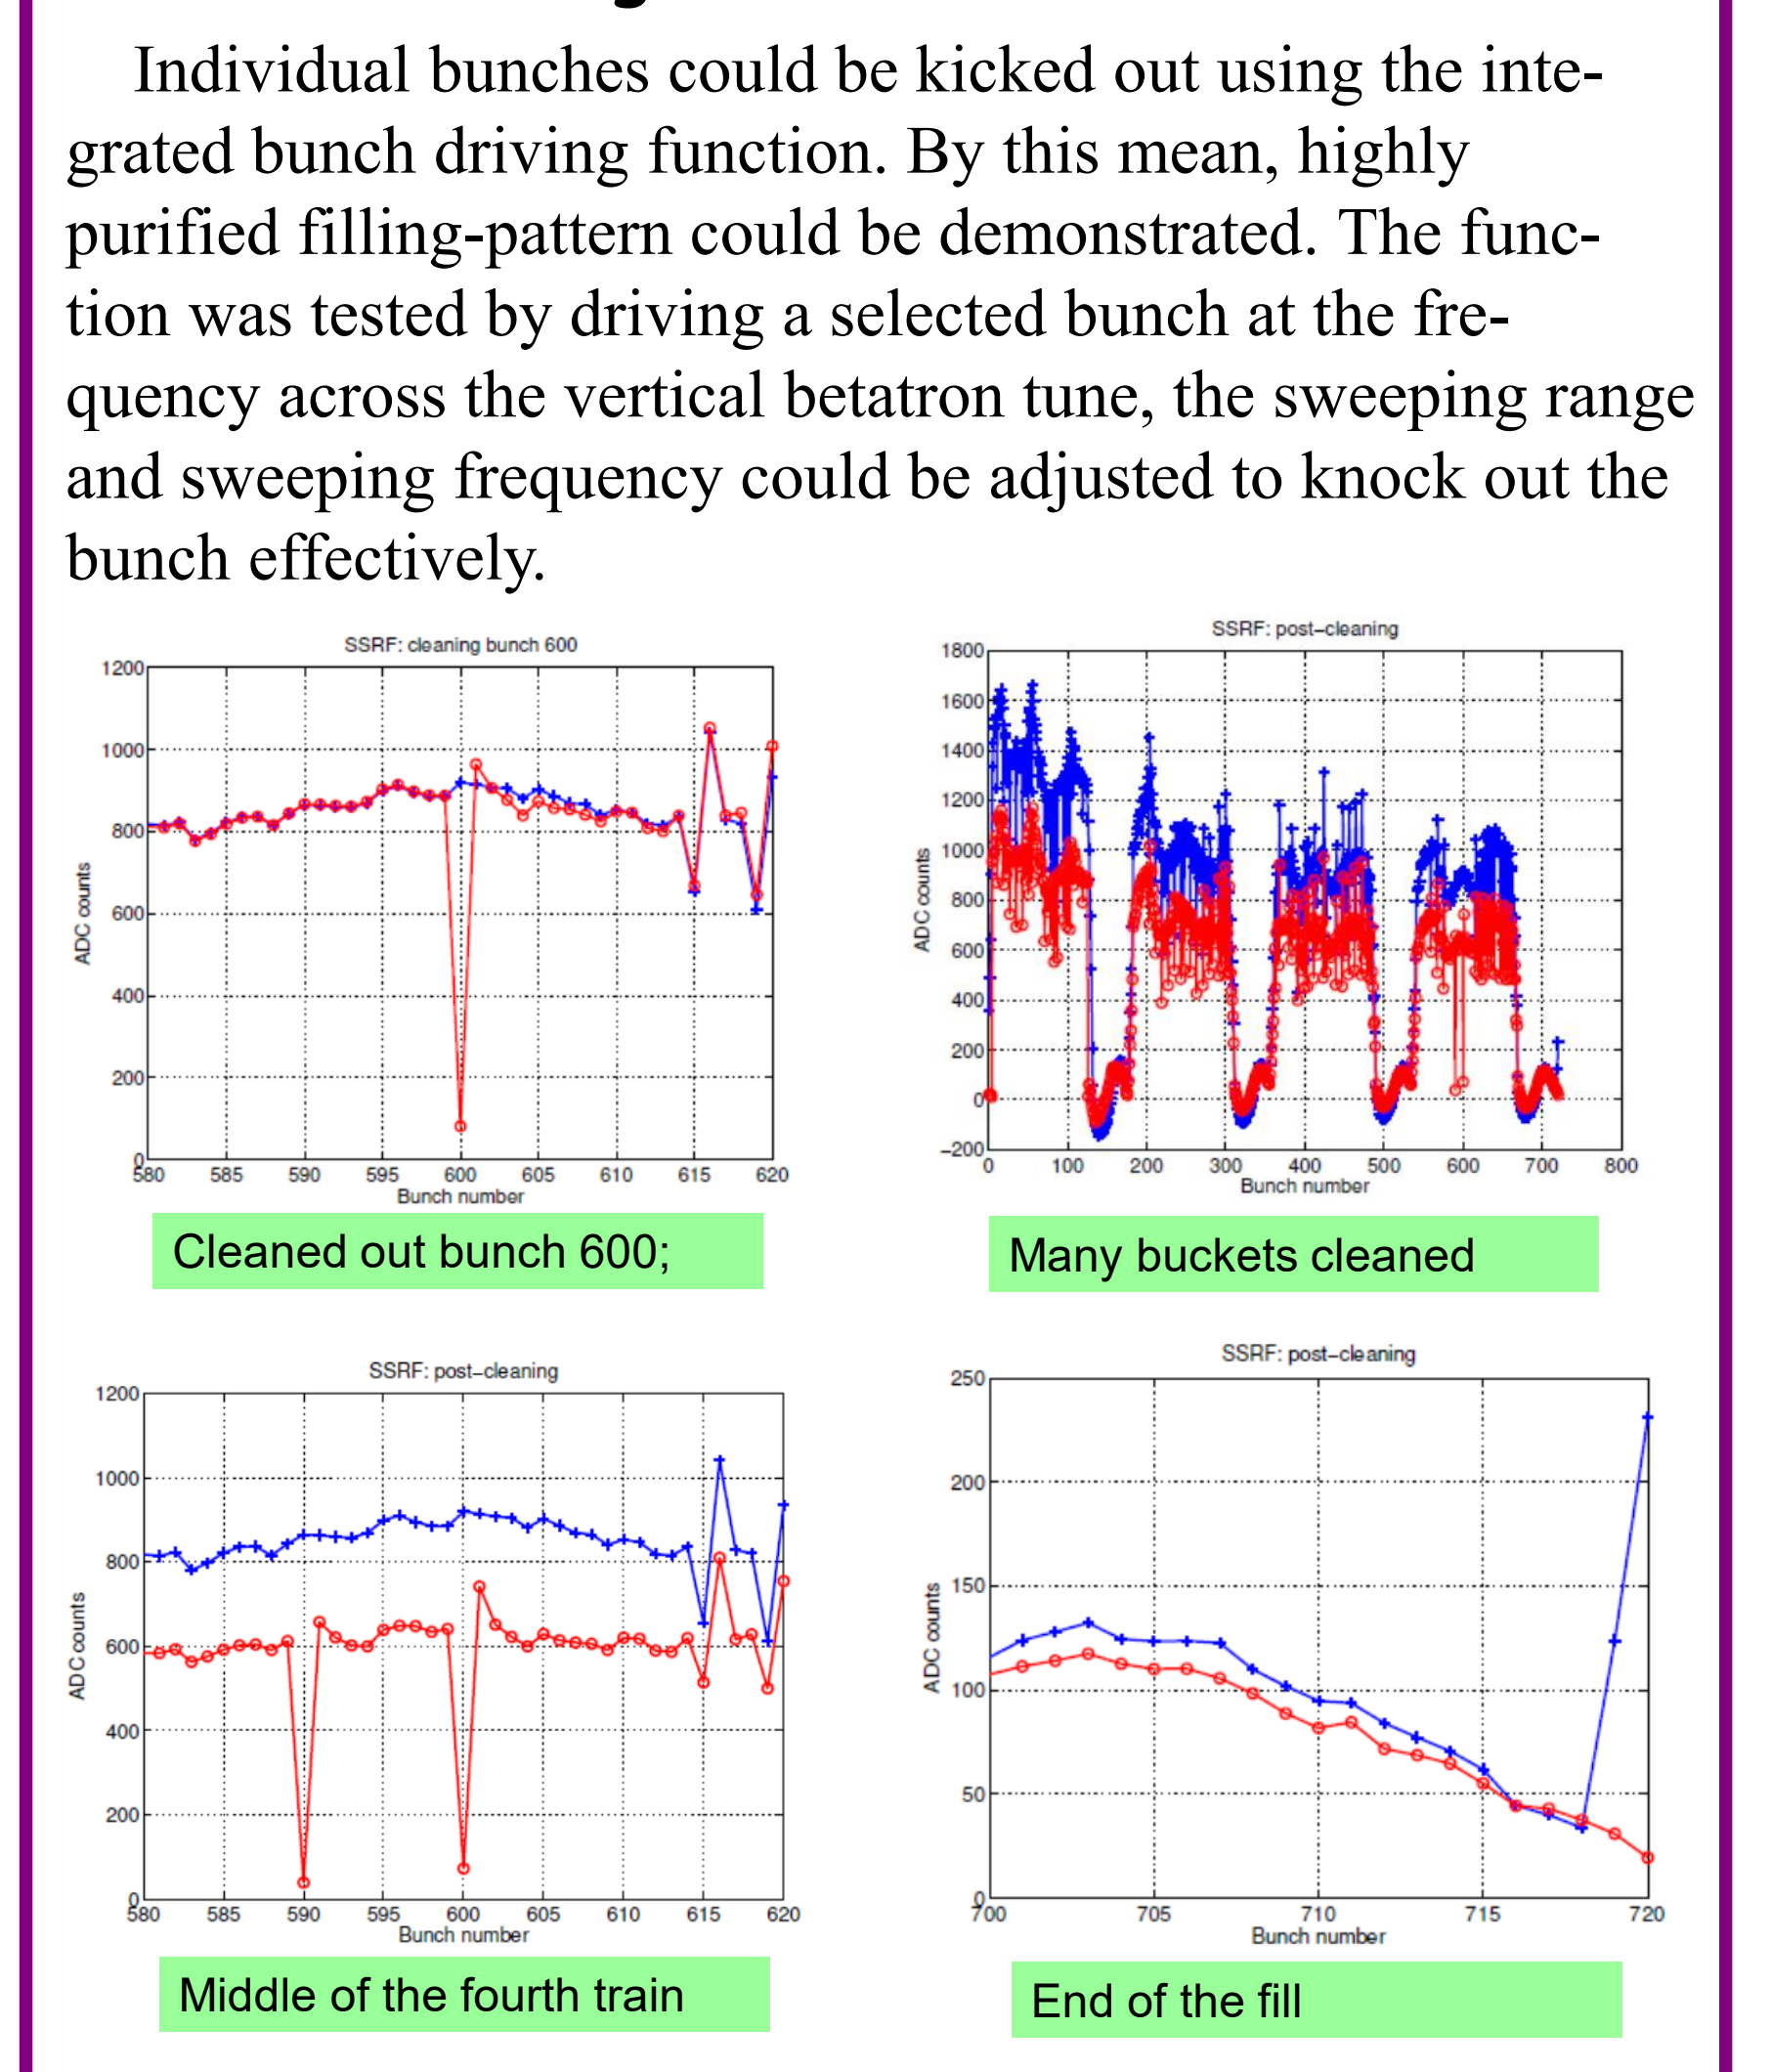 Individual bunches could be kicked out using the inte-
grated bunch driving function. By this mean, highly
purified filling-pattern could be demonstrated. The func-
tion was tested by driving a selected bunch at the fre-
quency across the vertical betatron tune, the sweeping range
and sweeping frequency could be adjusted to knock out the
bunch effectively.
SSRF: cleaning bunch 600
1200
1000
800
600
400
200
0
ADC counts
580 585 590 595 600 605 610 615 620
Bunch number
Cleaned out bunch 600;
SSRF: post-cleaning
1800
1600
1400
1200
1000
800
600
400
200
0
-200
ADC counts
0 100 200 300 400 500 600 700 800
Bunch number
Many buckets cleaned
SSRF: post-cleaning
1200
1000
800
600
400
200
0
ADC counts
580 585 590 595 600 605 610 615 620
Bunch number
Middle of the fourth train
SSRF: post-cleaning
250
200
150
100
50
0
ADC counts
700 705 710 715 720
Bunch number
End of the fill